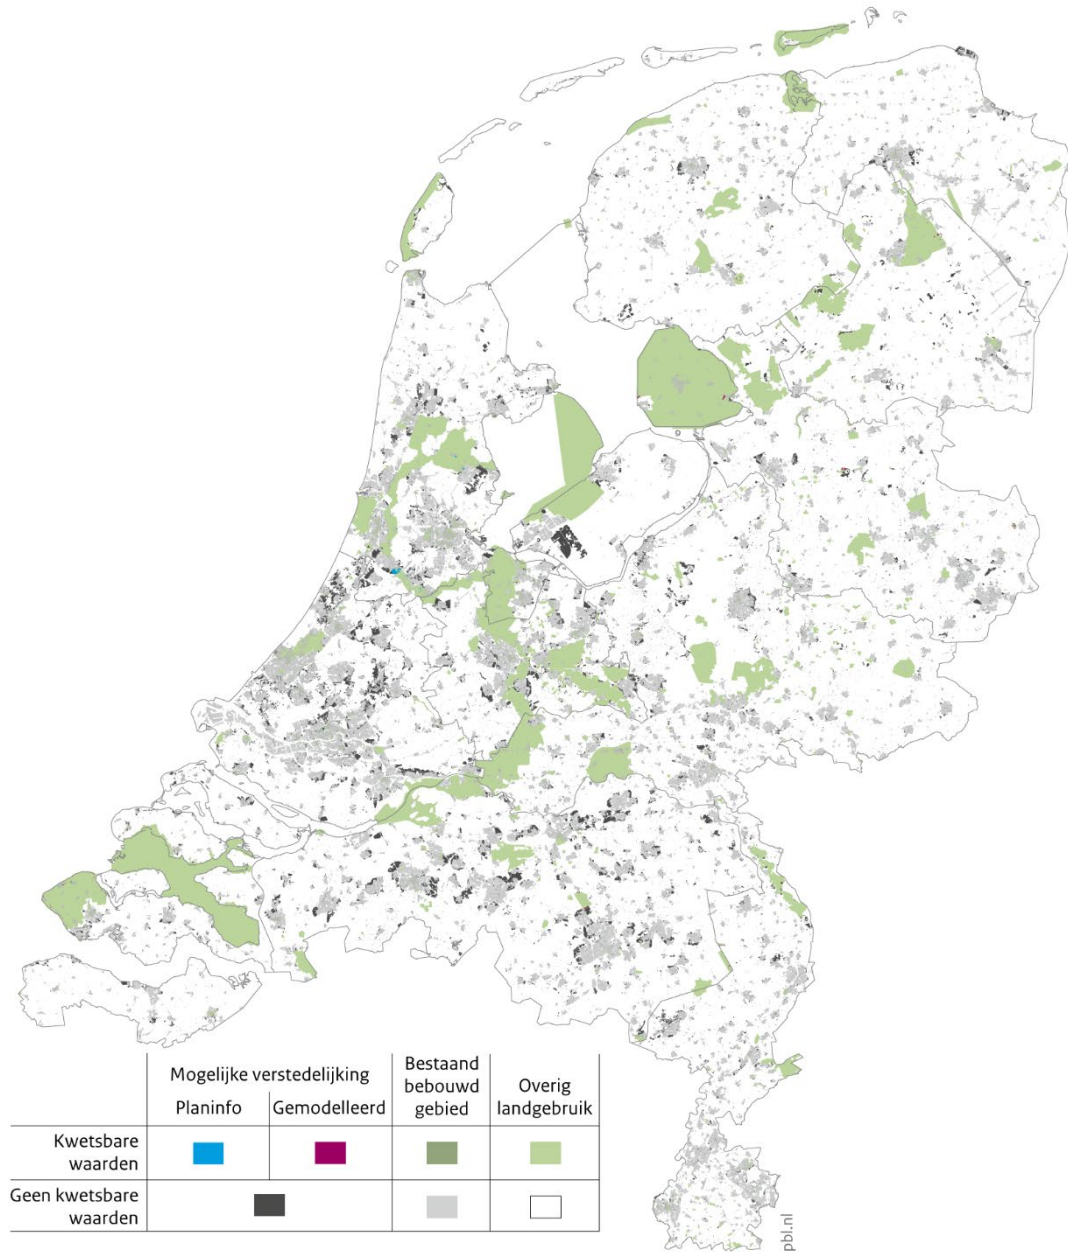 Mogelijke verstedelijking
Planinfo
Gemodelleerd
Bestaand
bebouwd
gebied
Overig
landgebruik
Kwetsbare
waarden
Geen kwetsbare
waarden
pbl.nl